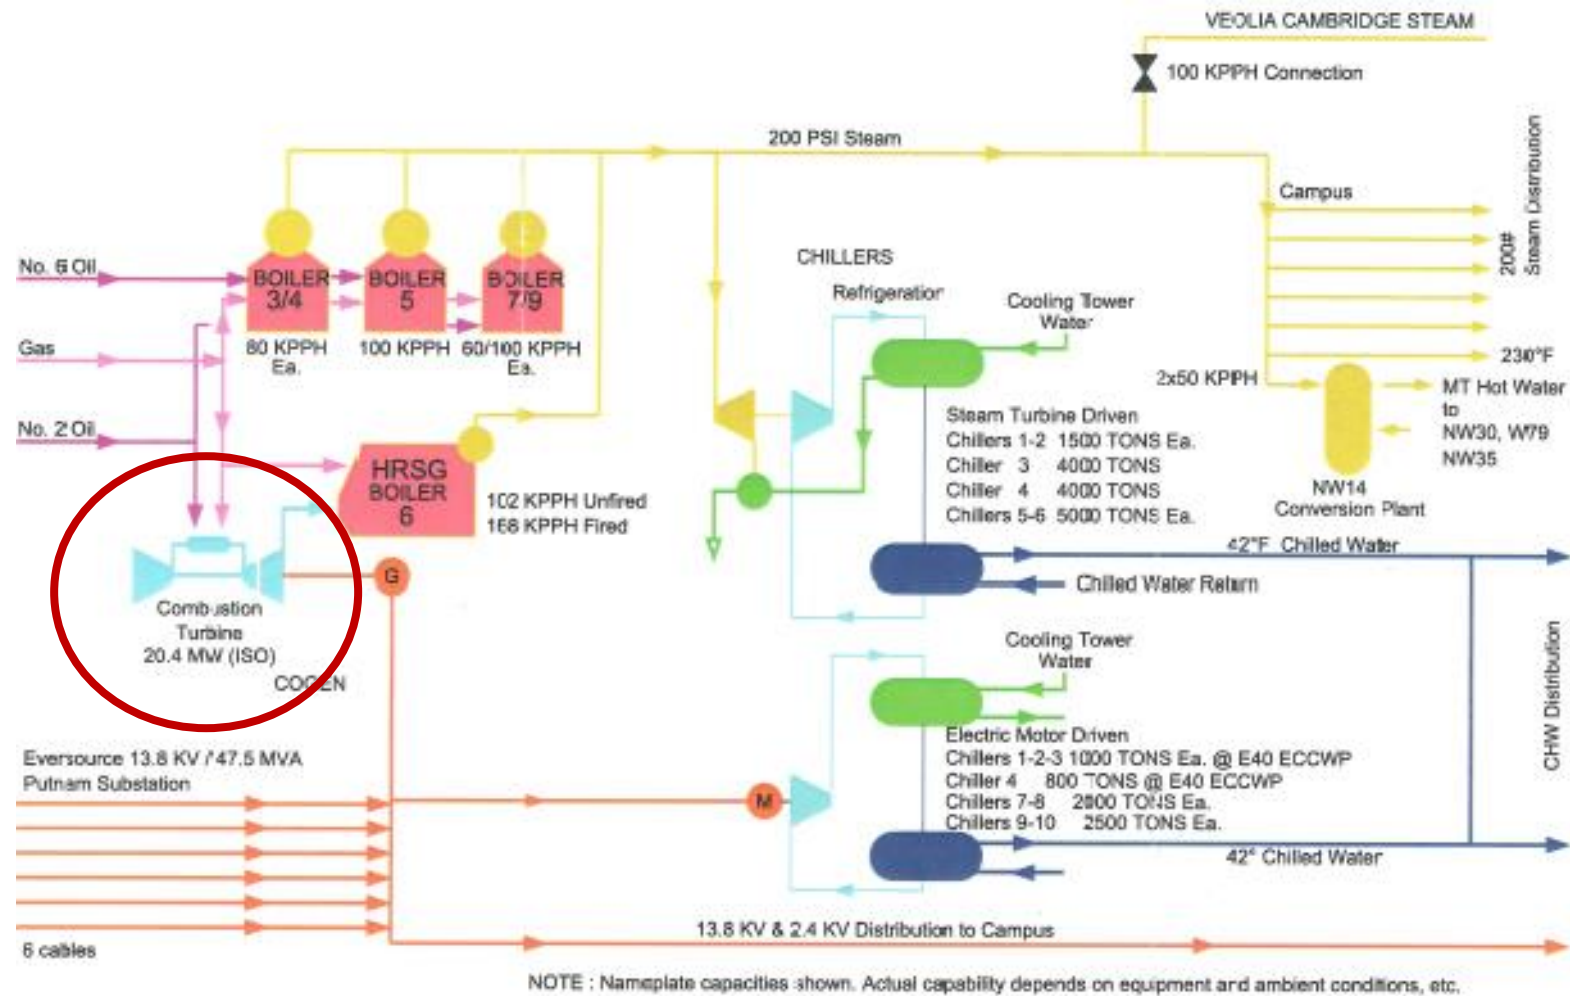 VEOLIA CAMBRIDGE STEAM
100 KPPH Connection
200 PSI Steam
Campus
200#
Steam Distribution
No. 6 Oil
BOILER
3/4
80 KPPH
Ea.
BOILER
5
100 KPPH
BOILER
7/9
60/100 KPPH
Ea.
CHILLERS
Refrigeration
Cooling Tower
Water
Gas
230°F
2x50 KPPH
MT Hot Water
to
NW30, W79
NW35
NW14
Conversion Plant
No. 2 Oil
HRSG
BOILER
6
102 KPPH Unfired
168 KPPH Fired
Steam Turbine Driven
Chillers 1-2 1500 TONS Ea.
Chiller 3 4000 TONS
Chiller 4 4000 TONS
Chillers 5-6 5000 TONS Ea.
42°F Chilled Water
Chilled Water Return
G
Combustion
Turbine
20.4 MW (ISO)
COGEN
Cooling Tower
Water
CHW Distribution
Eversource 13.8 KV / 47.5 MVA
Putnam Substation
M
Electric Motor Driven
Chillers 1-2-3 1000 TONS Ea. @ E40 ECCWP
Chiller 4 800 TONS @ E40 ECCWP
Chillers 7-8 2000 TONS Ea.
Chillers 9-10 2500 TONS Ea.
42° Chilled Water
6 cables
13.8 KV & 2.4 KV Distribution to Campus
NOTE : Nameplate capacities shown. Actual capability depends on equipment and ambient conditions, etc.